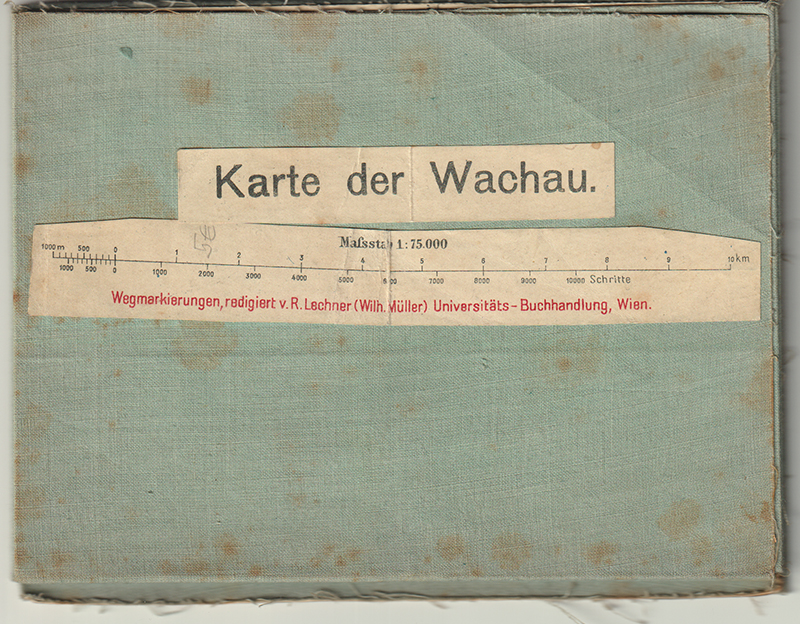 Karte der Wachau.
Maſsstab 1:75.000
1000 m 500 0 1 2 3 4 5 6 7 8 9 10 km
1000 500 0 1000 2000 3000 4000 5000 6000 7000 8000 9000 10000 Schritte
Wegmarkierungen, redigiert v. R. Lechner (Wilh. Müller) Universitäts-Buchhandlung, Wien.